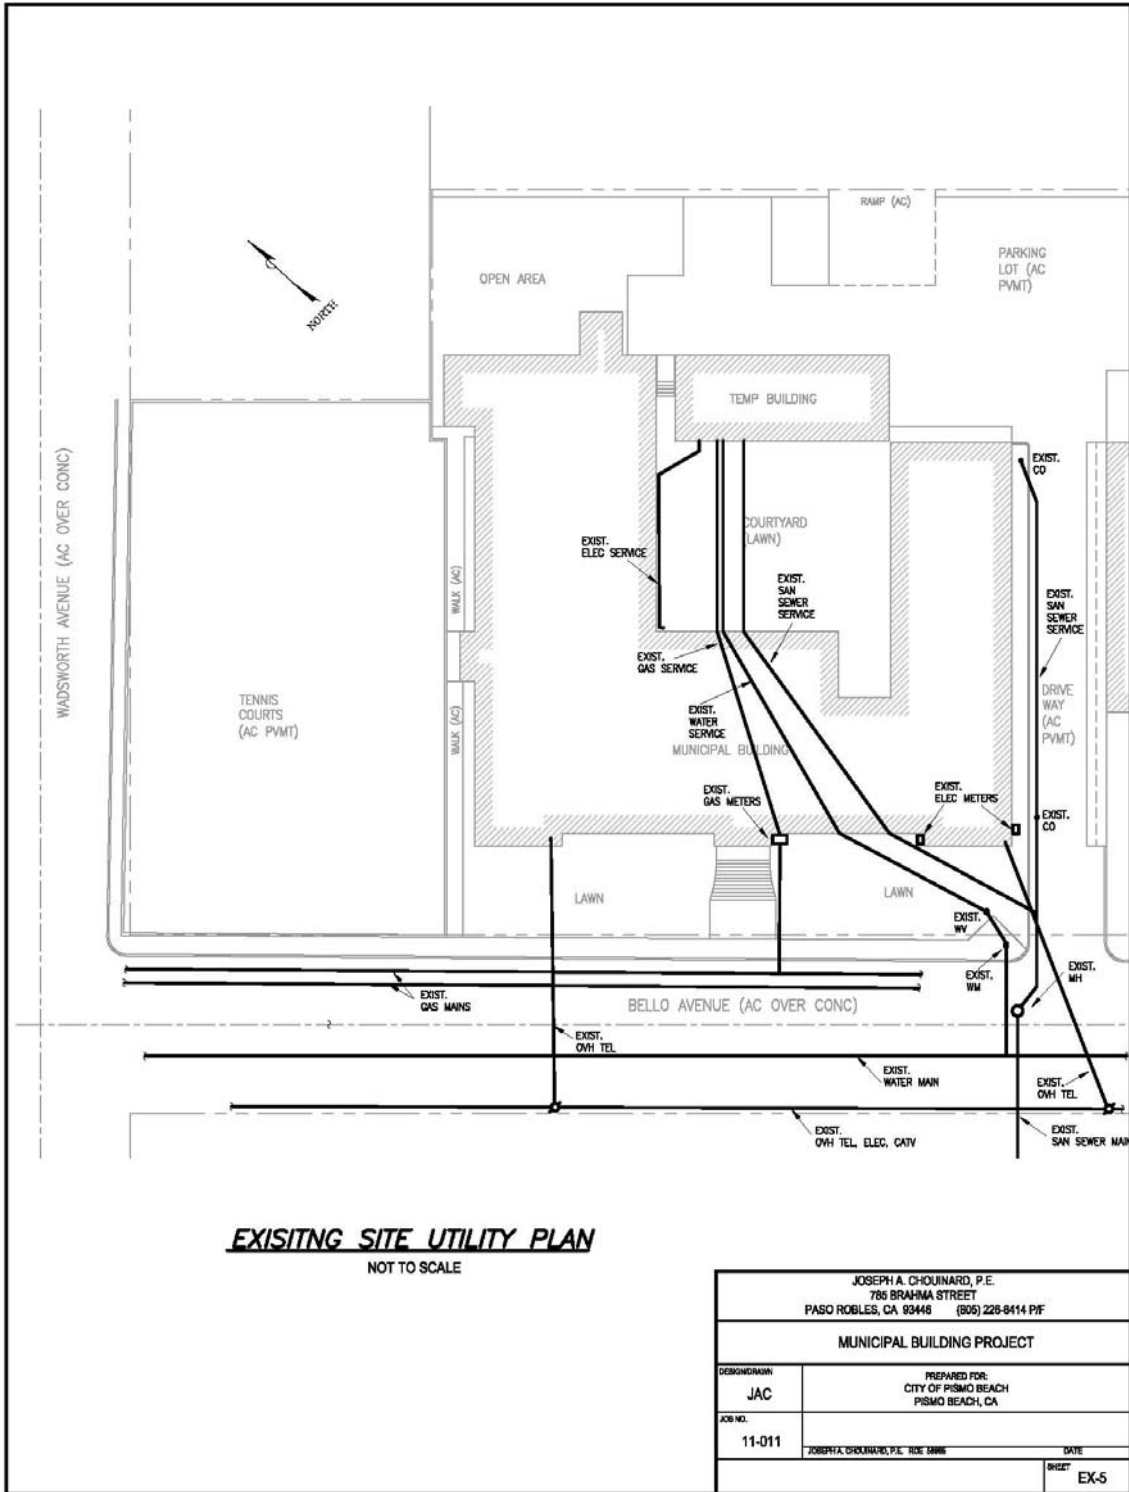 RAMP (AC)
PARKING
LOT (AC
PVMT)
OPEN AREA
NORTH
TEMP BUILDING
WADSWORTH AVENUE (AC OVER CONC)
EXIST.
CO
COURTYARD
(LAWN)
EXIST.
ELEC SERVICE
WALK (AC)
EXIST.
SAN
SEWER
SERVICE
EXIST.
SAN
SEWER
SERVICE
EXIST.
GAS SERVICE
TENNIS
COURTS
(AC PVMT)
WALK (AC)
EXIST.
WATER
SERVICE
DRIVE
WAY
(AC
PVMT)
MUNICIPAL BUILDING
EXIST.
GAS METERS
EXIST.
ELEC METERS
EXIST.
CO
LAWN
LAWN
EXIST.
WV
EXIST.
WM
EXIST.
MH
EXIST.
GAS MAINS
BELLO AVENUE (AC OVER CONC)
EXIST.
OVH TEL
EXIST.
WATER MAIN
EXIST.
OVH TEL
EXIST.
OVH TEL, ELEC, CATV
EXIST.
SAN SEWER MAIN
EXISITNG SITE UTILITY PLAN
NOT TO SCALE
JOSEPH A. CHOUINARD, P.E.
785 BRAHMA STREET
PASO ROBLES, CA 93446 (805) 226-8414 P/F
MUNICIPAL BUILDING PROJECT
DESIGN/DRAWN
JAC
PREPARED FOR:
CITY OF PISMO BEACH
PISMO BEACH, CA
JOB NO.
11-011
JOSEPH A. CHOUINARD, P.E. RCE
DATE
SHEET
EX-5